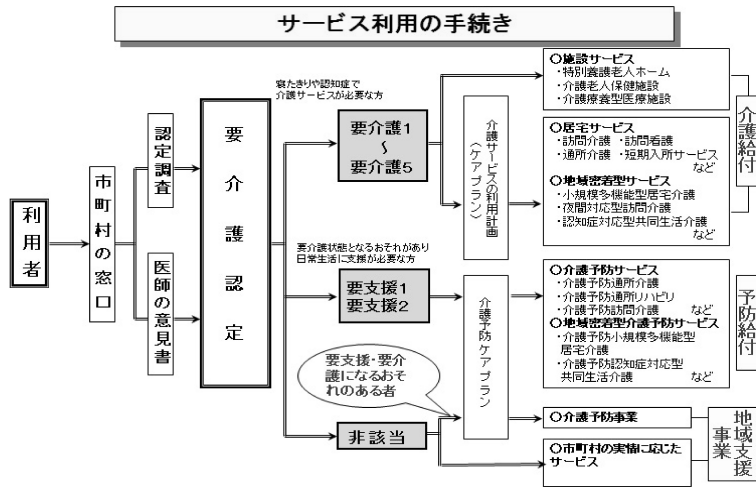 サービス利用の手続き
利用者
市町村の窓口
認定調査
医師の意見書
要介護認定
寝たきりや認知症で
介護サービスが必要な方
要介護1
～
要介護5
要介護状態となるおそれがあり
日常生活に支援が必要な方
要支援1
要支援2
要支援・要介
護になるおそ
れのある者
非該当
介護サービスの利用計画
(ケアプラン)
介護予防ケアプラン
○施設サービス
・特別養護老人ホーム
・介護老人保健施設
・介護療養型医療施設
○居宅サービス
・訪問介護 ・訪問看護
・通所介護 ・短期入所サービス
など
○地域密着型サービス
・小規模多機能型居宅介護
・夜間対応型訪問介護
・認知症対応型共同生活介護
など
介護給付
○介護予防サービス
・介護予防通所介護
・介護予防通所リハビリ
・介護予防訪問介護 など
○地域密着型介護予防サービス
・介護予防小規模多機能型
居宅介護
・介護予防認知症対応型
共同生活介護 など
予防給付
○介護予防事業
○市町村の実情に応じた
サービス
地域支援
事業